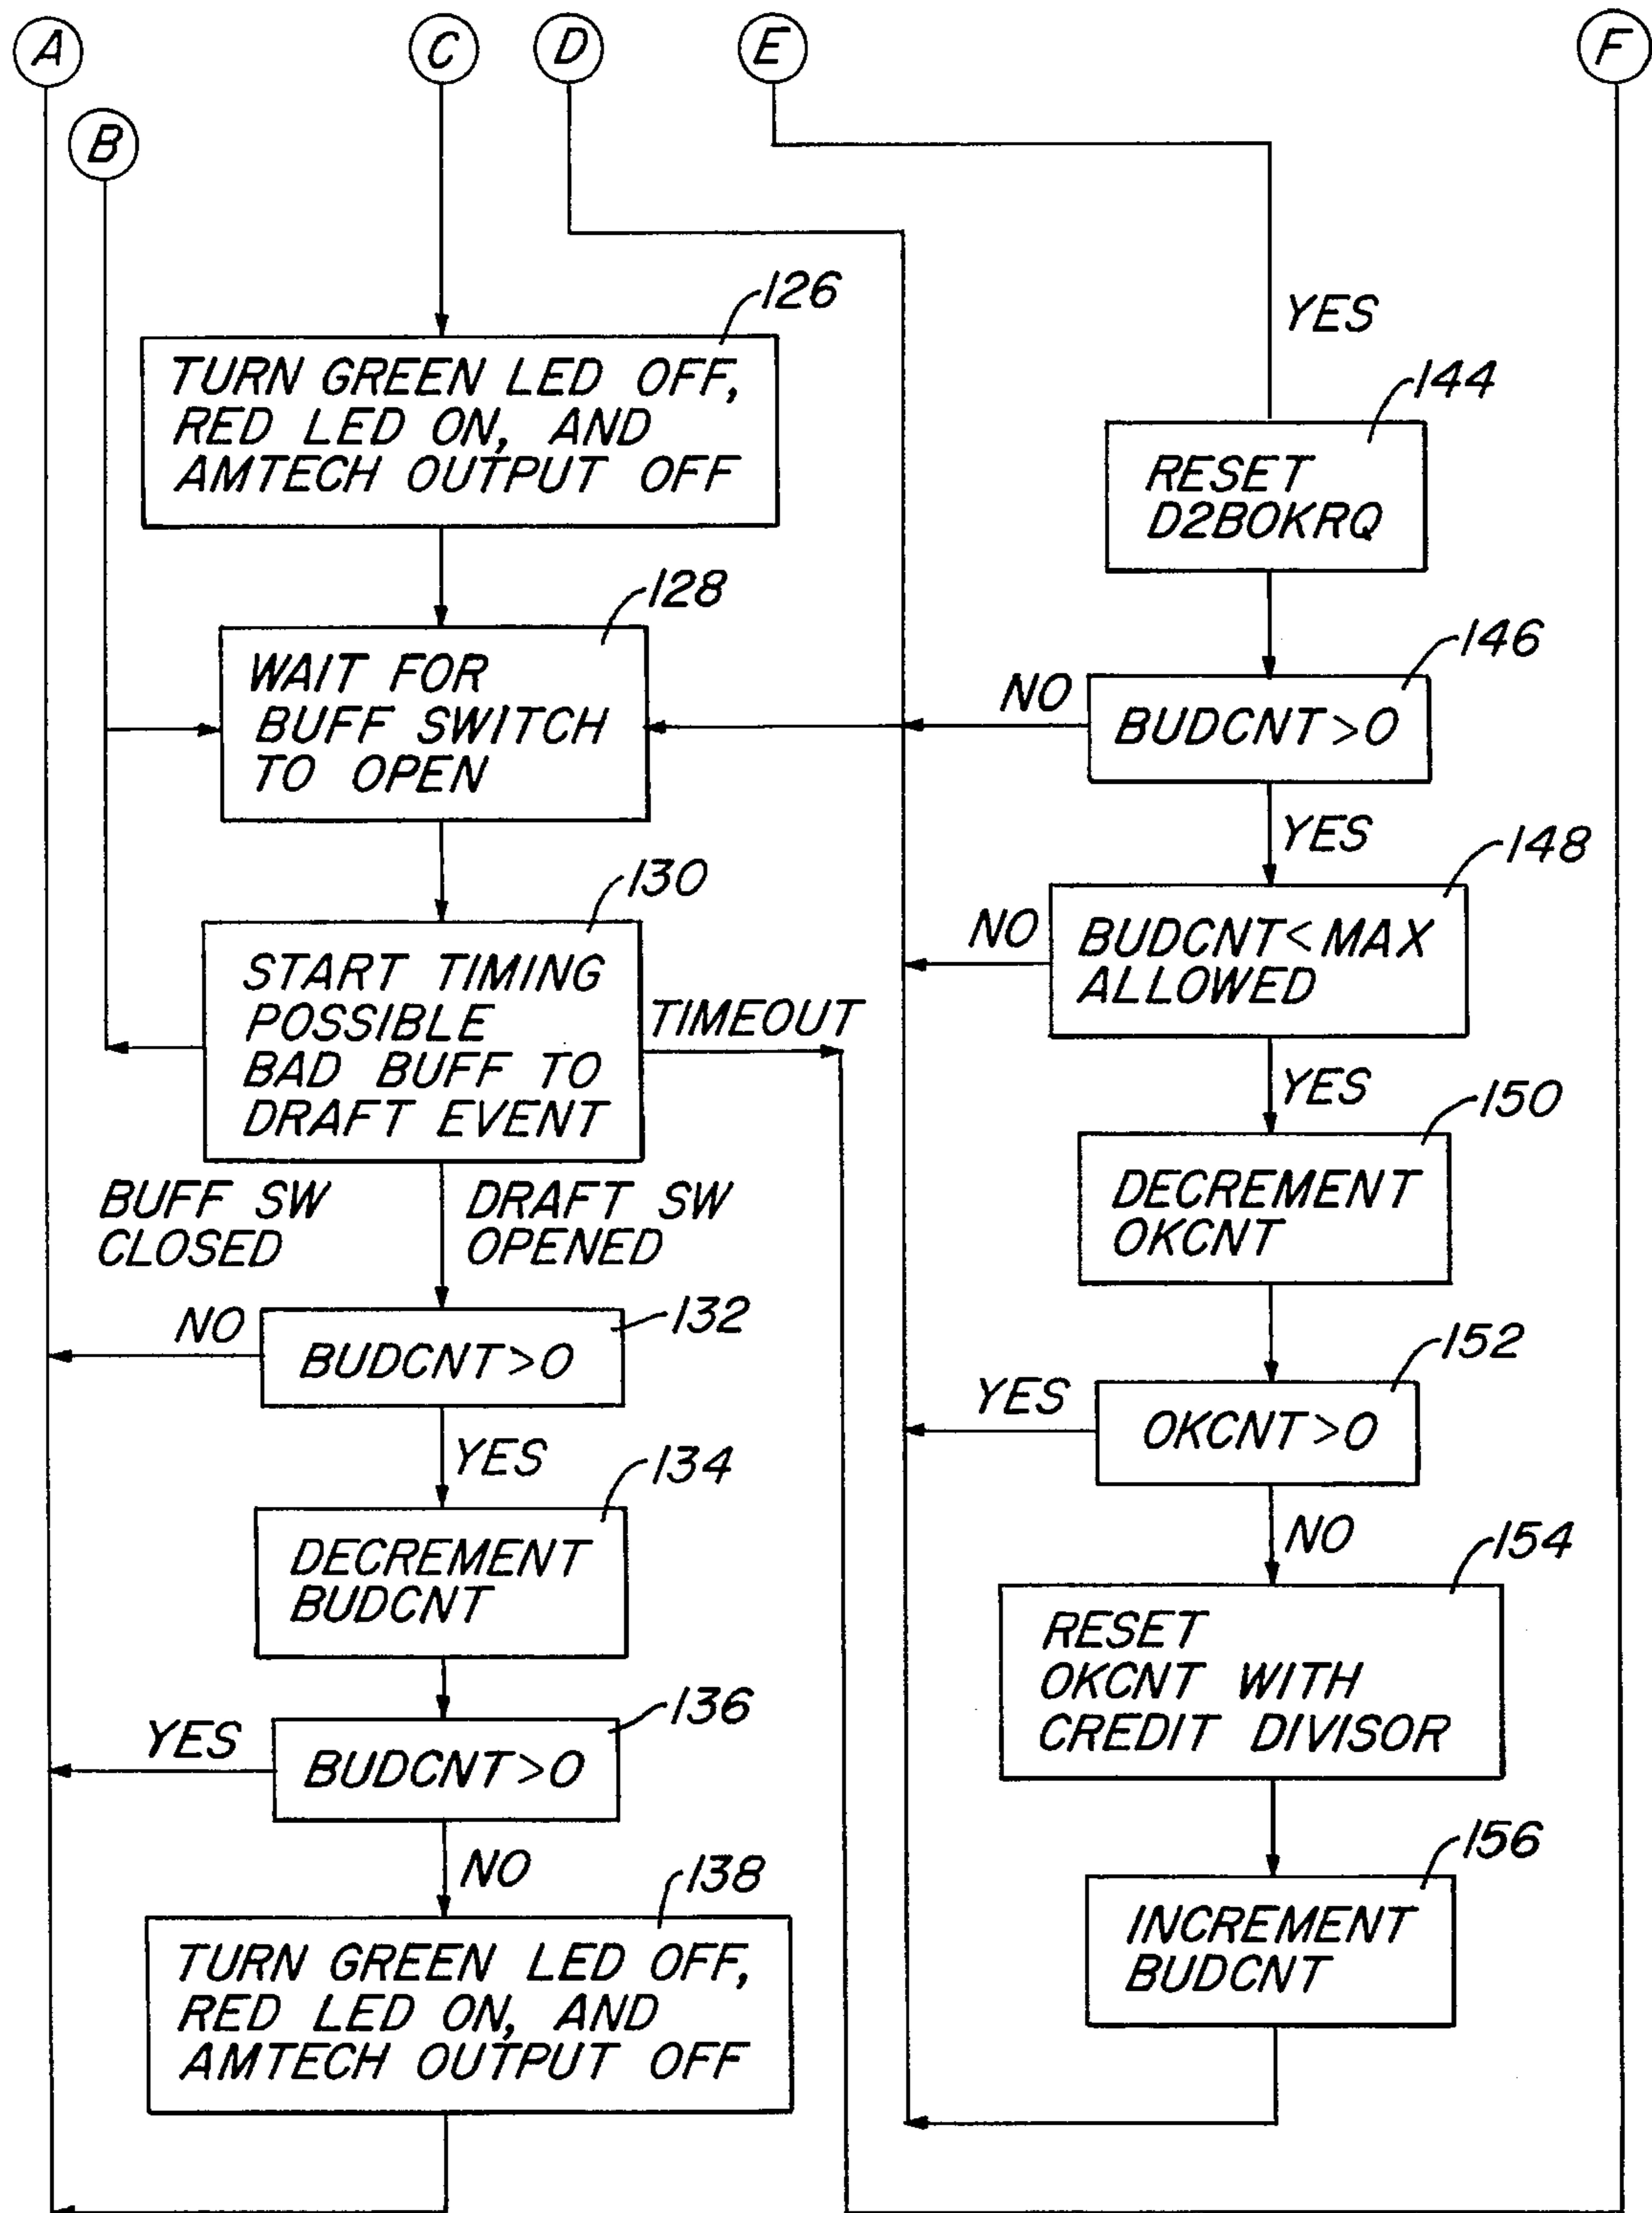 A
C
D
E
F
B
126
TURN GREEN LED OFF,
RED LED ON, AND
AMTECH OUTPUT OFF
128
WAIT FOR
BUFF SWITCH
TO OPEN
130
START TIMING
POSSIBLE
BAD BUFF TO
DRAFT EVENT
TIMEOUT
BUFF SW
CLOSED
DRAFT SW
OPENED
132
NO
BUDCNT>0
YES
134
DECREMENT
BUDCNT
136
YES
BUDCNT>0
NO
138
TURN GREEN LED OFF,
RED LED ON, AND
AMTECH OUTPUT OFF
YES
144
RESET
D2BOKRQ
146
NO
BUDCNT>0
YES
148
NO
BUDCNT<MAX
ALLOWED
YES
150
DECREMENT
OKCNT
152
YES
OKCNT>0
NO
154
RESET
OKCNT WITH
CREDIT DIVISOR
156
INCREMENT
BUDCNT